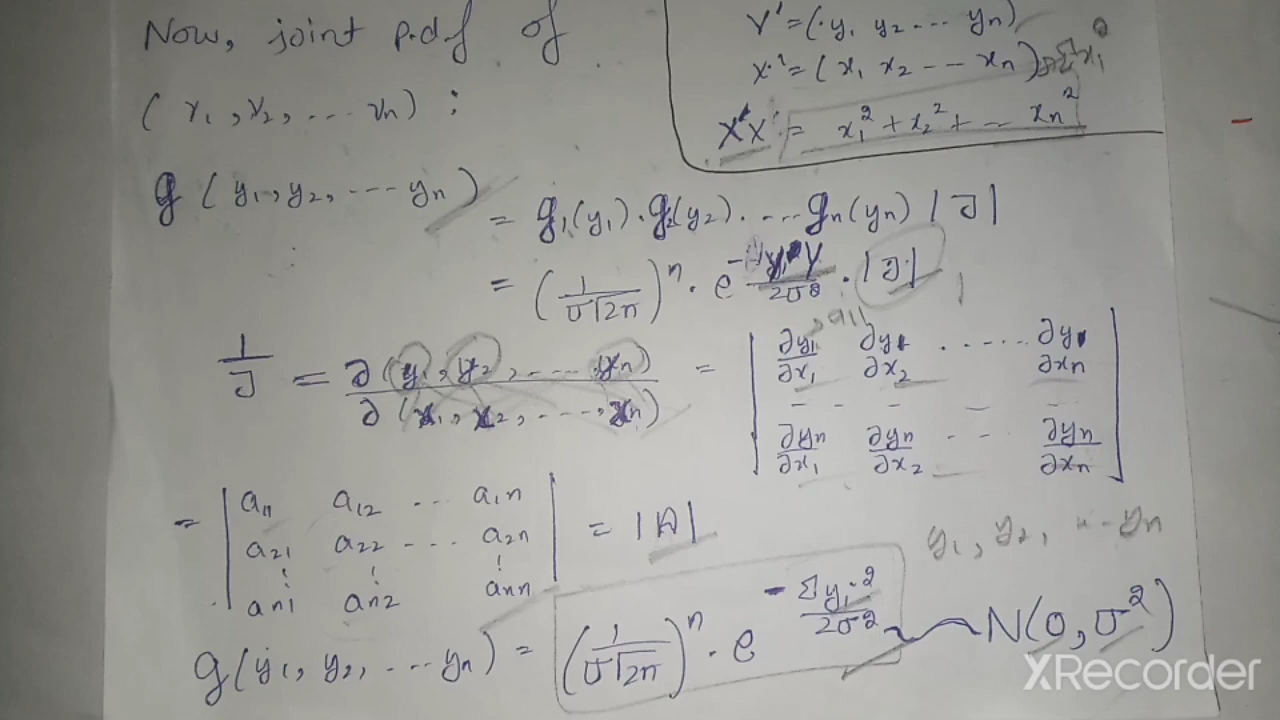 Now, joint p.d.f of
(Y₁, Y₂, ... Yn) :
Y' = (y₁ y₂ ... yn)
X' = (x₁ x₂ --- xn)
X'X = x₁² + x₂² + --- xn²
g (y₁, y₂, ... yn) = g₁(y₁) . g₂(y₂) . ... gn(yn) |J|
= (1/σ√2π)ⁿ . e^(-Y'Y/2σ²) . |J|
1/J = ∂(y₁, y₂, ... yn)/∂(x₁, x₂, ..., xn) = | ∂y₁/∂x₁ ∂y₁/∂x₂ ...... ∂y₁/∂xn |
| ∂yn/∂x₁ ∂yn/∂x₂ -- ∂yn/∂xn |
= | a₁₁ a₁₂ ... a₁n |
| a₂₁ a₂₂ ... a₂n | = |A|
| an₁ an₂ ann |
y₁, y₂, ... yn
g(y₁, y₂, ... yn) = (1/σ√2π)ⁿ . e^(-Σyi²/2σ²) ~ N(0, σ²)
XRecorder